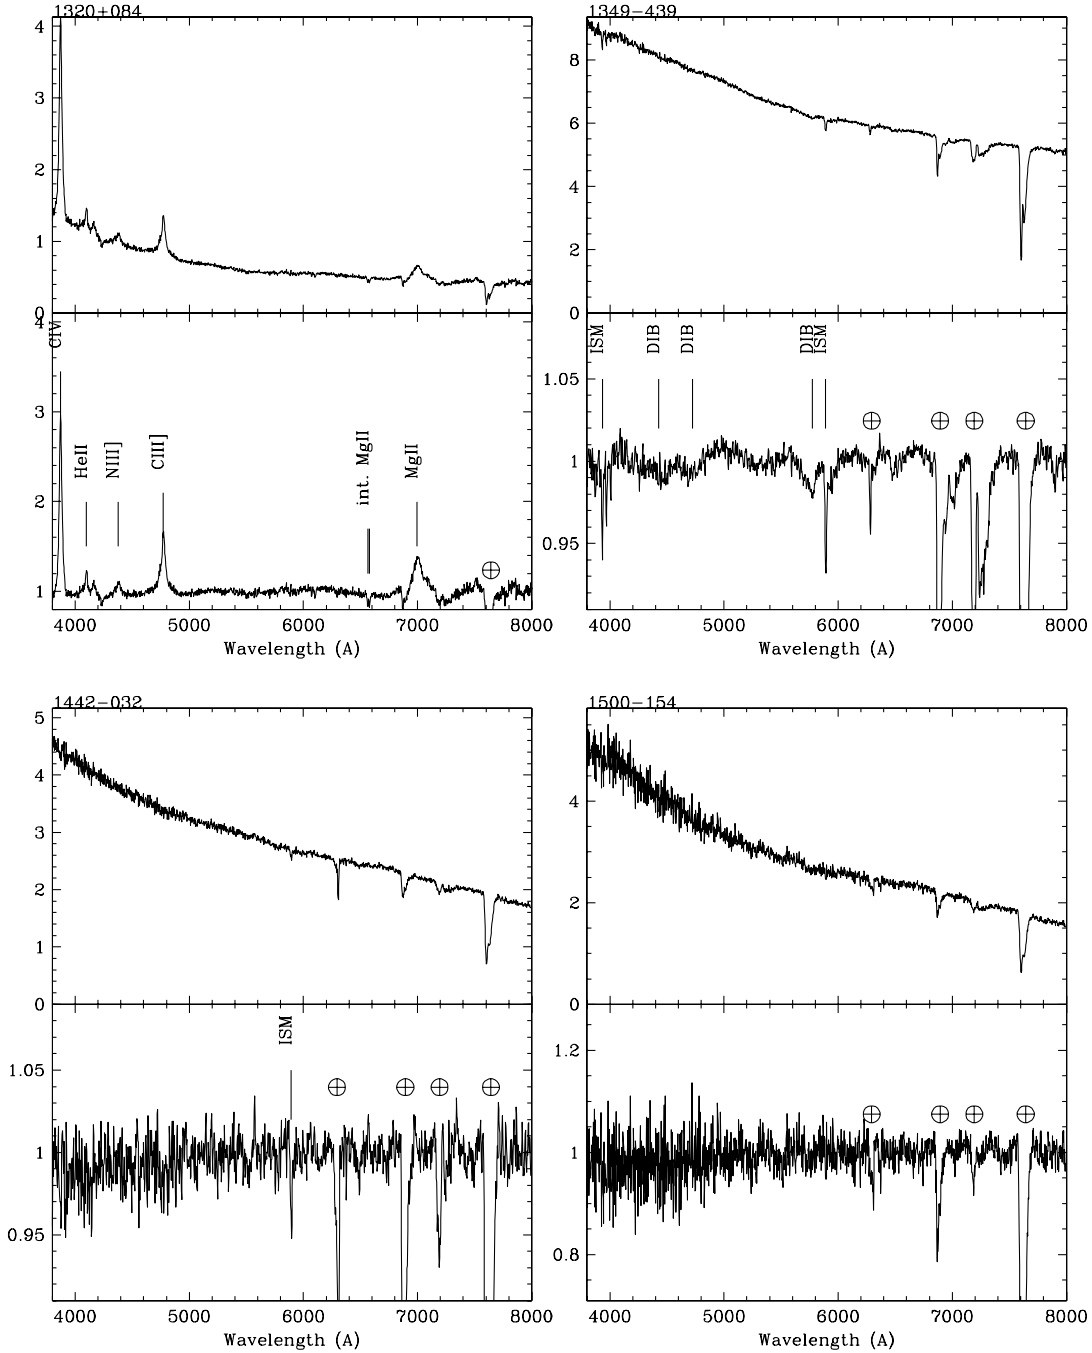 1320+084
4
3
2
1
0
4
3
2
1
CIV
HeII
NIII]
CIII]
int. MgII
MgII
4000 5000 6000 7000 8000
Wavelength (A)
1349−439
8
6
4
2
0
1.05
1
0.95
ISM
DIB
DIB
DIB
ISM
4000 5000 6000 7000 8000
Wavelength (A)
1442−032
5
4
3
2
1
0
1.05
1
0.95
ISM
4000 5000 6000 7000 8000
Wavelength (A)
1500−154
4
2
0
1.2
1
0.8
4000 5000 6000 7000 8000
Wavelength (A)